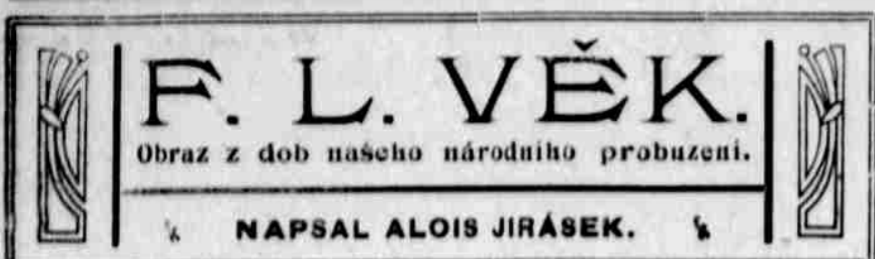 F. L. VĚK.
Obraz z dob našeho národního probuzení.
NAPSAL ALOIS JIRÁSEK.